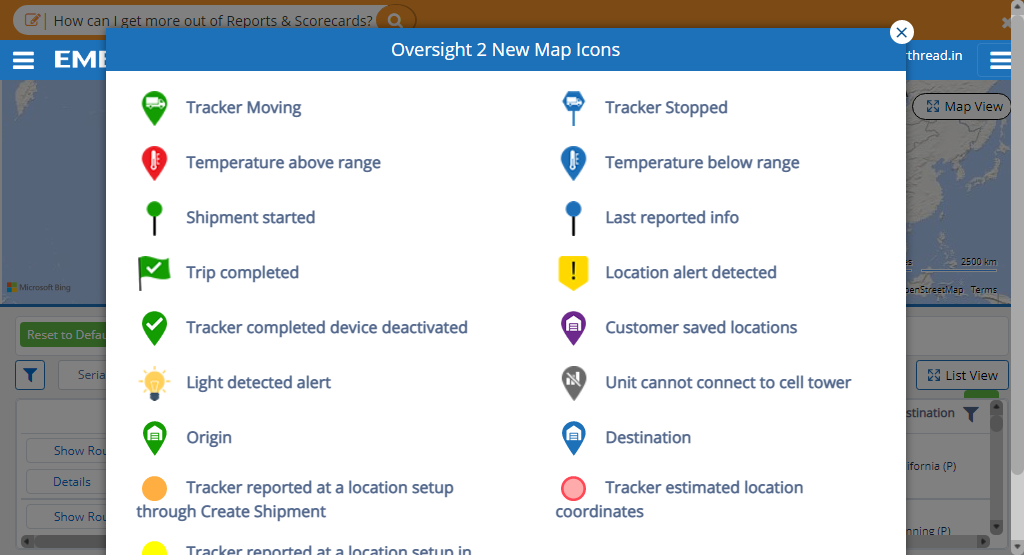 How can I get more out of Reports & Scorecards?
Oversight 2 New Map Icons
EME
rthread.in
Tracker Moving
Tracker Stopped
Map View
Temperature above range
Temperature below range
Shipment started
Last reported info
Trip completed
Location alert detected
2500 km
Microsoft Bing
penStreetMap Terms
Tracker completed device deactivated
Customer saved locations
Reset to Defau
Light detected alert
Unit cannot connect to cell tower
Seria
List View
Origin
Destination
stination
Show Rou
ifornia (P)
Details
Tracker reported at a location setup
through Create Shipment
Tracker estimated location
coordinates
Show Rou
nning (P)
Tracker reported at a location setup in